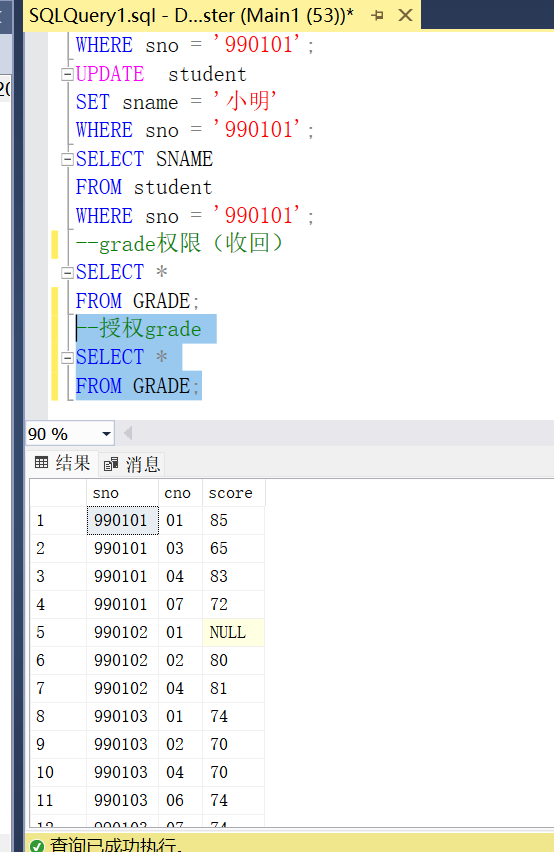 SQLQuery1.sql - D...ster (Main1 (53))*
WHERE sno = '990101';
UPDATE  student
SET sname = '小明'
WHERE sno = '990101';
SELECT SNAME
FROM student
WHERE sno = '990101';
--grade权限（收回）
SELECT *
FROM GRADE;
--授权grade
SELECT *
FROM GRADE;
90 %
结果 消息
sno cno score
1 990101 01 85
2 990101 03 65
3 990101 04 83
4 990101 07 72
5 990102 01 NULL
6 990102 02 80
7 990102 04 81
8 990103 01 74
9 990103 02 70
10 990103 04 70
11 990103 06 74
12 990103 07 74
查询已成功执行。